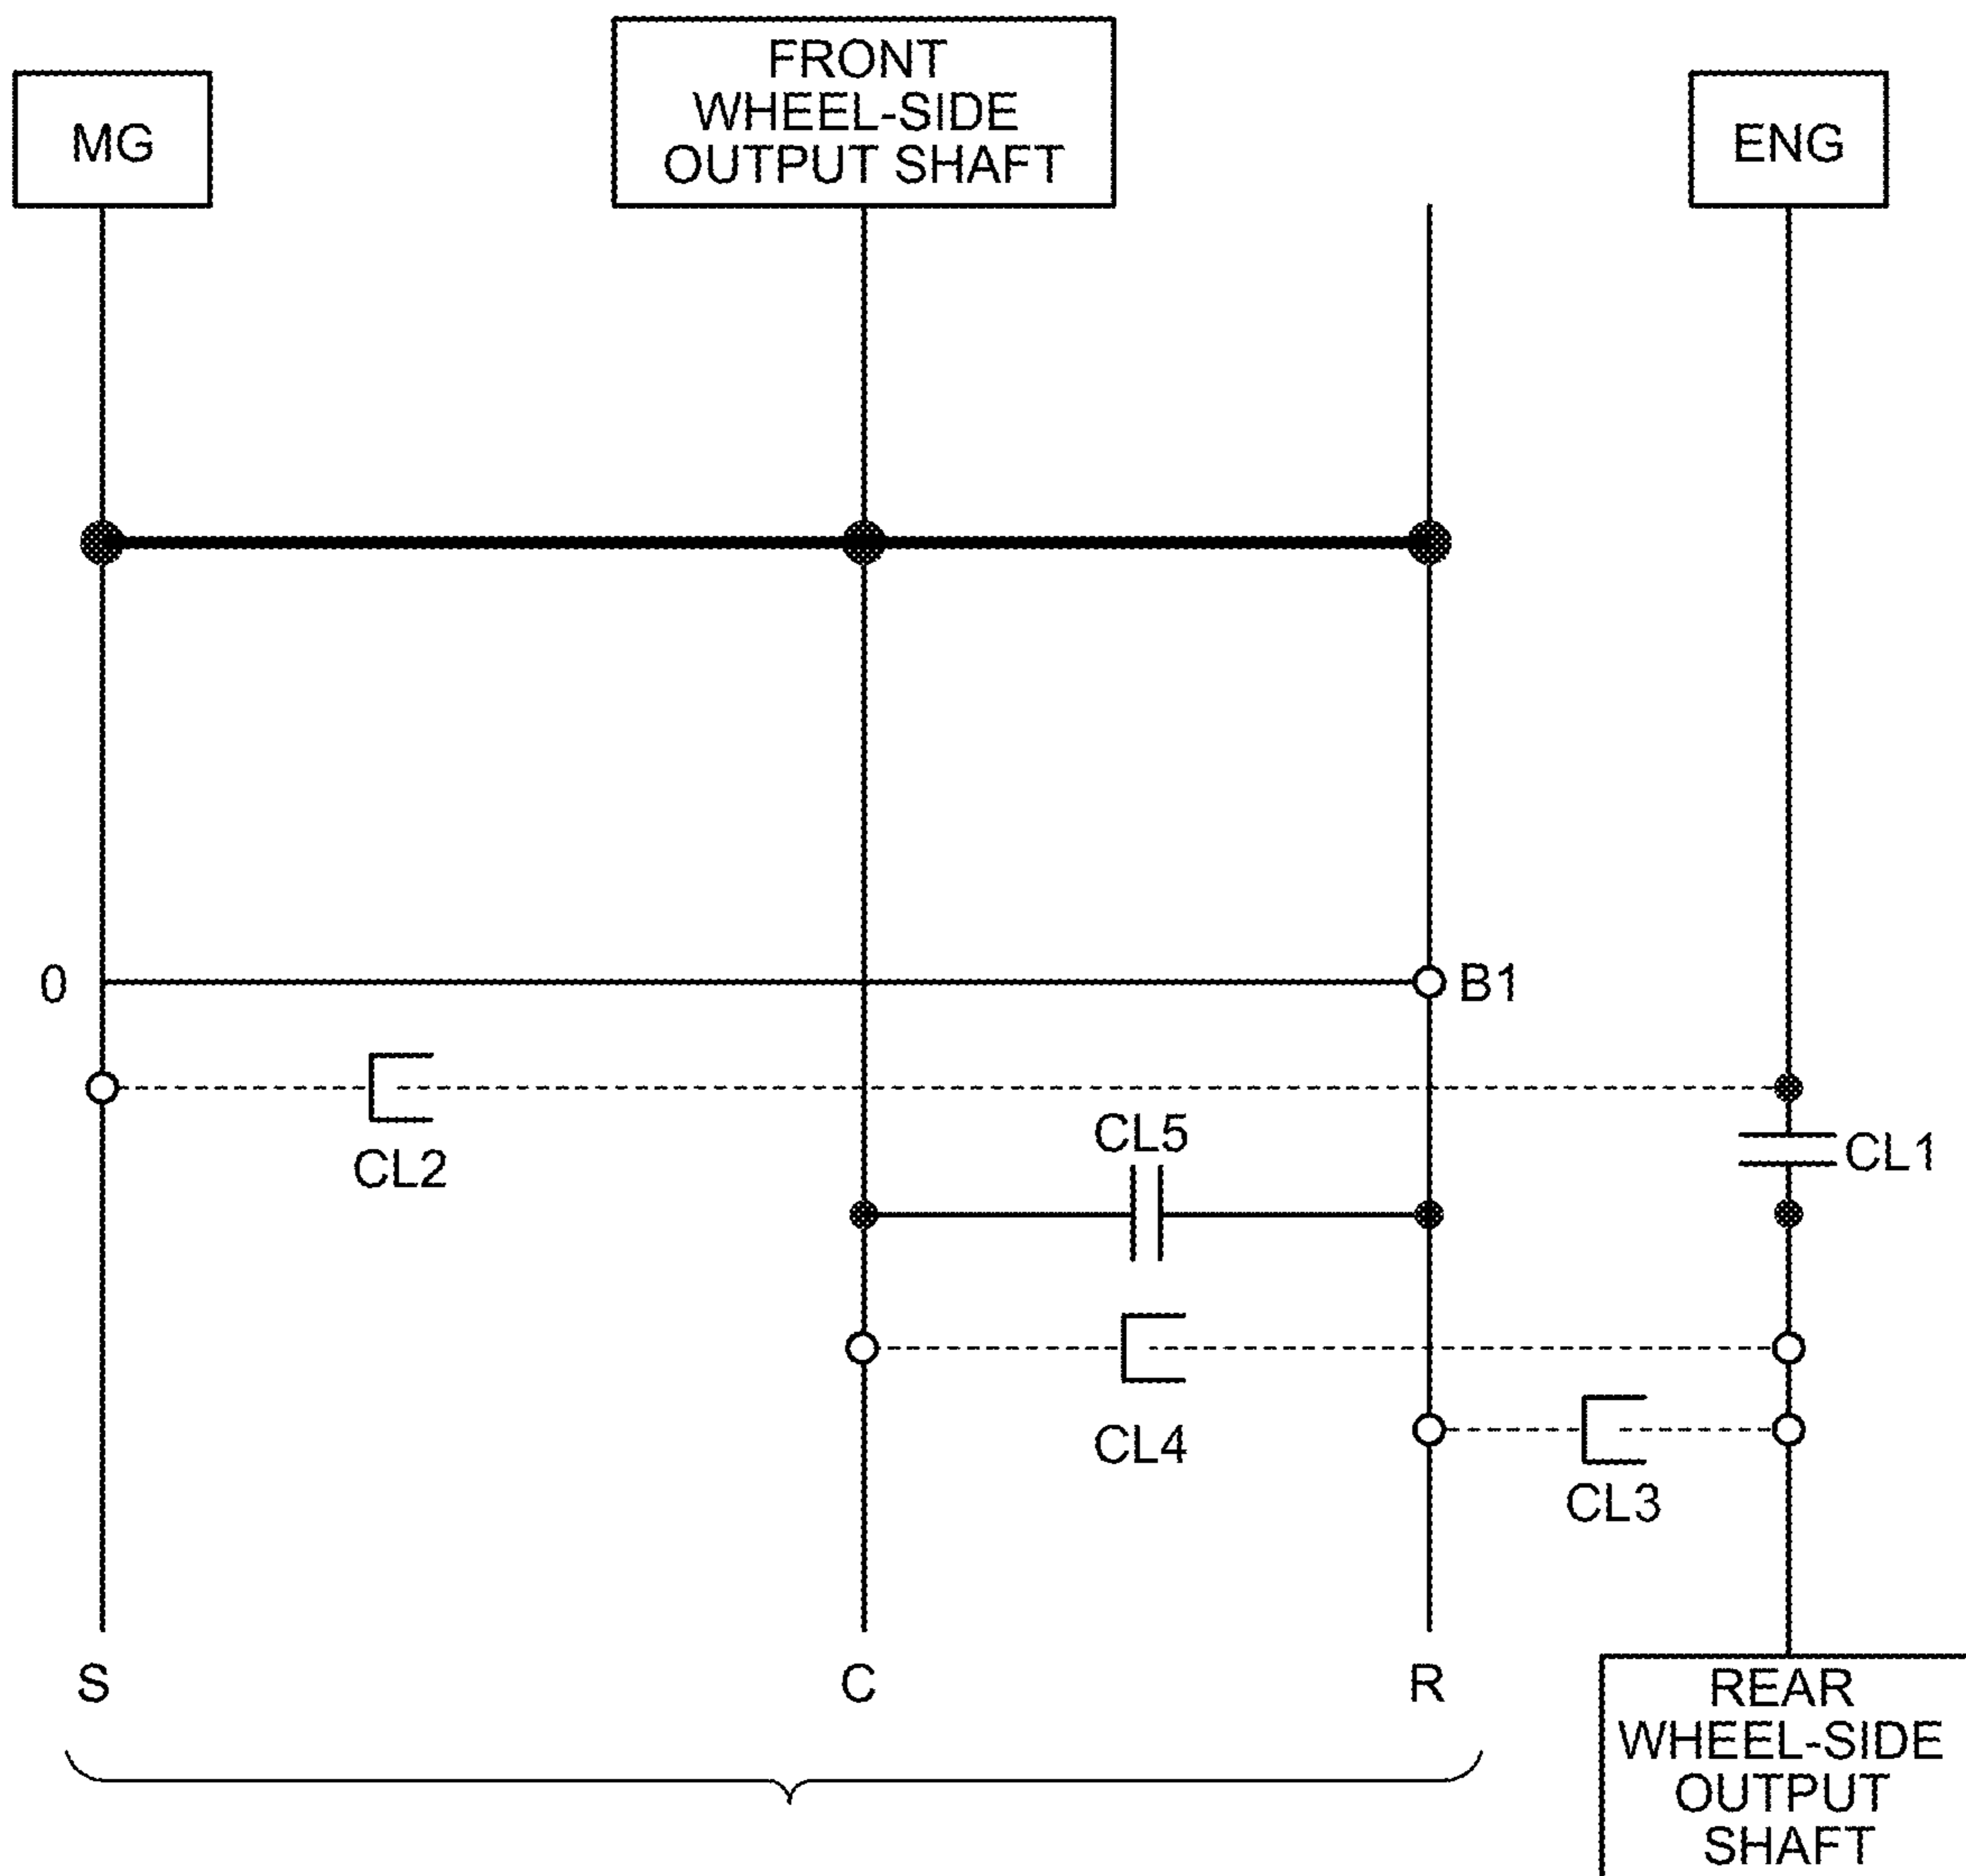 MG
FRONT
WHEEL-SIDE
OUTPUT SHAFT
ENG
0
B1
CL2
CL5
CL1
CL4
CL3
S
C
R
REAR
WHEEL-SIDE
OUTPUT
SHAFT